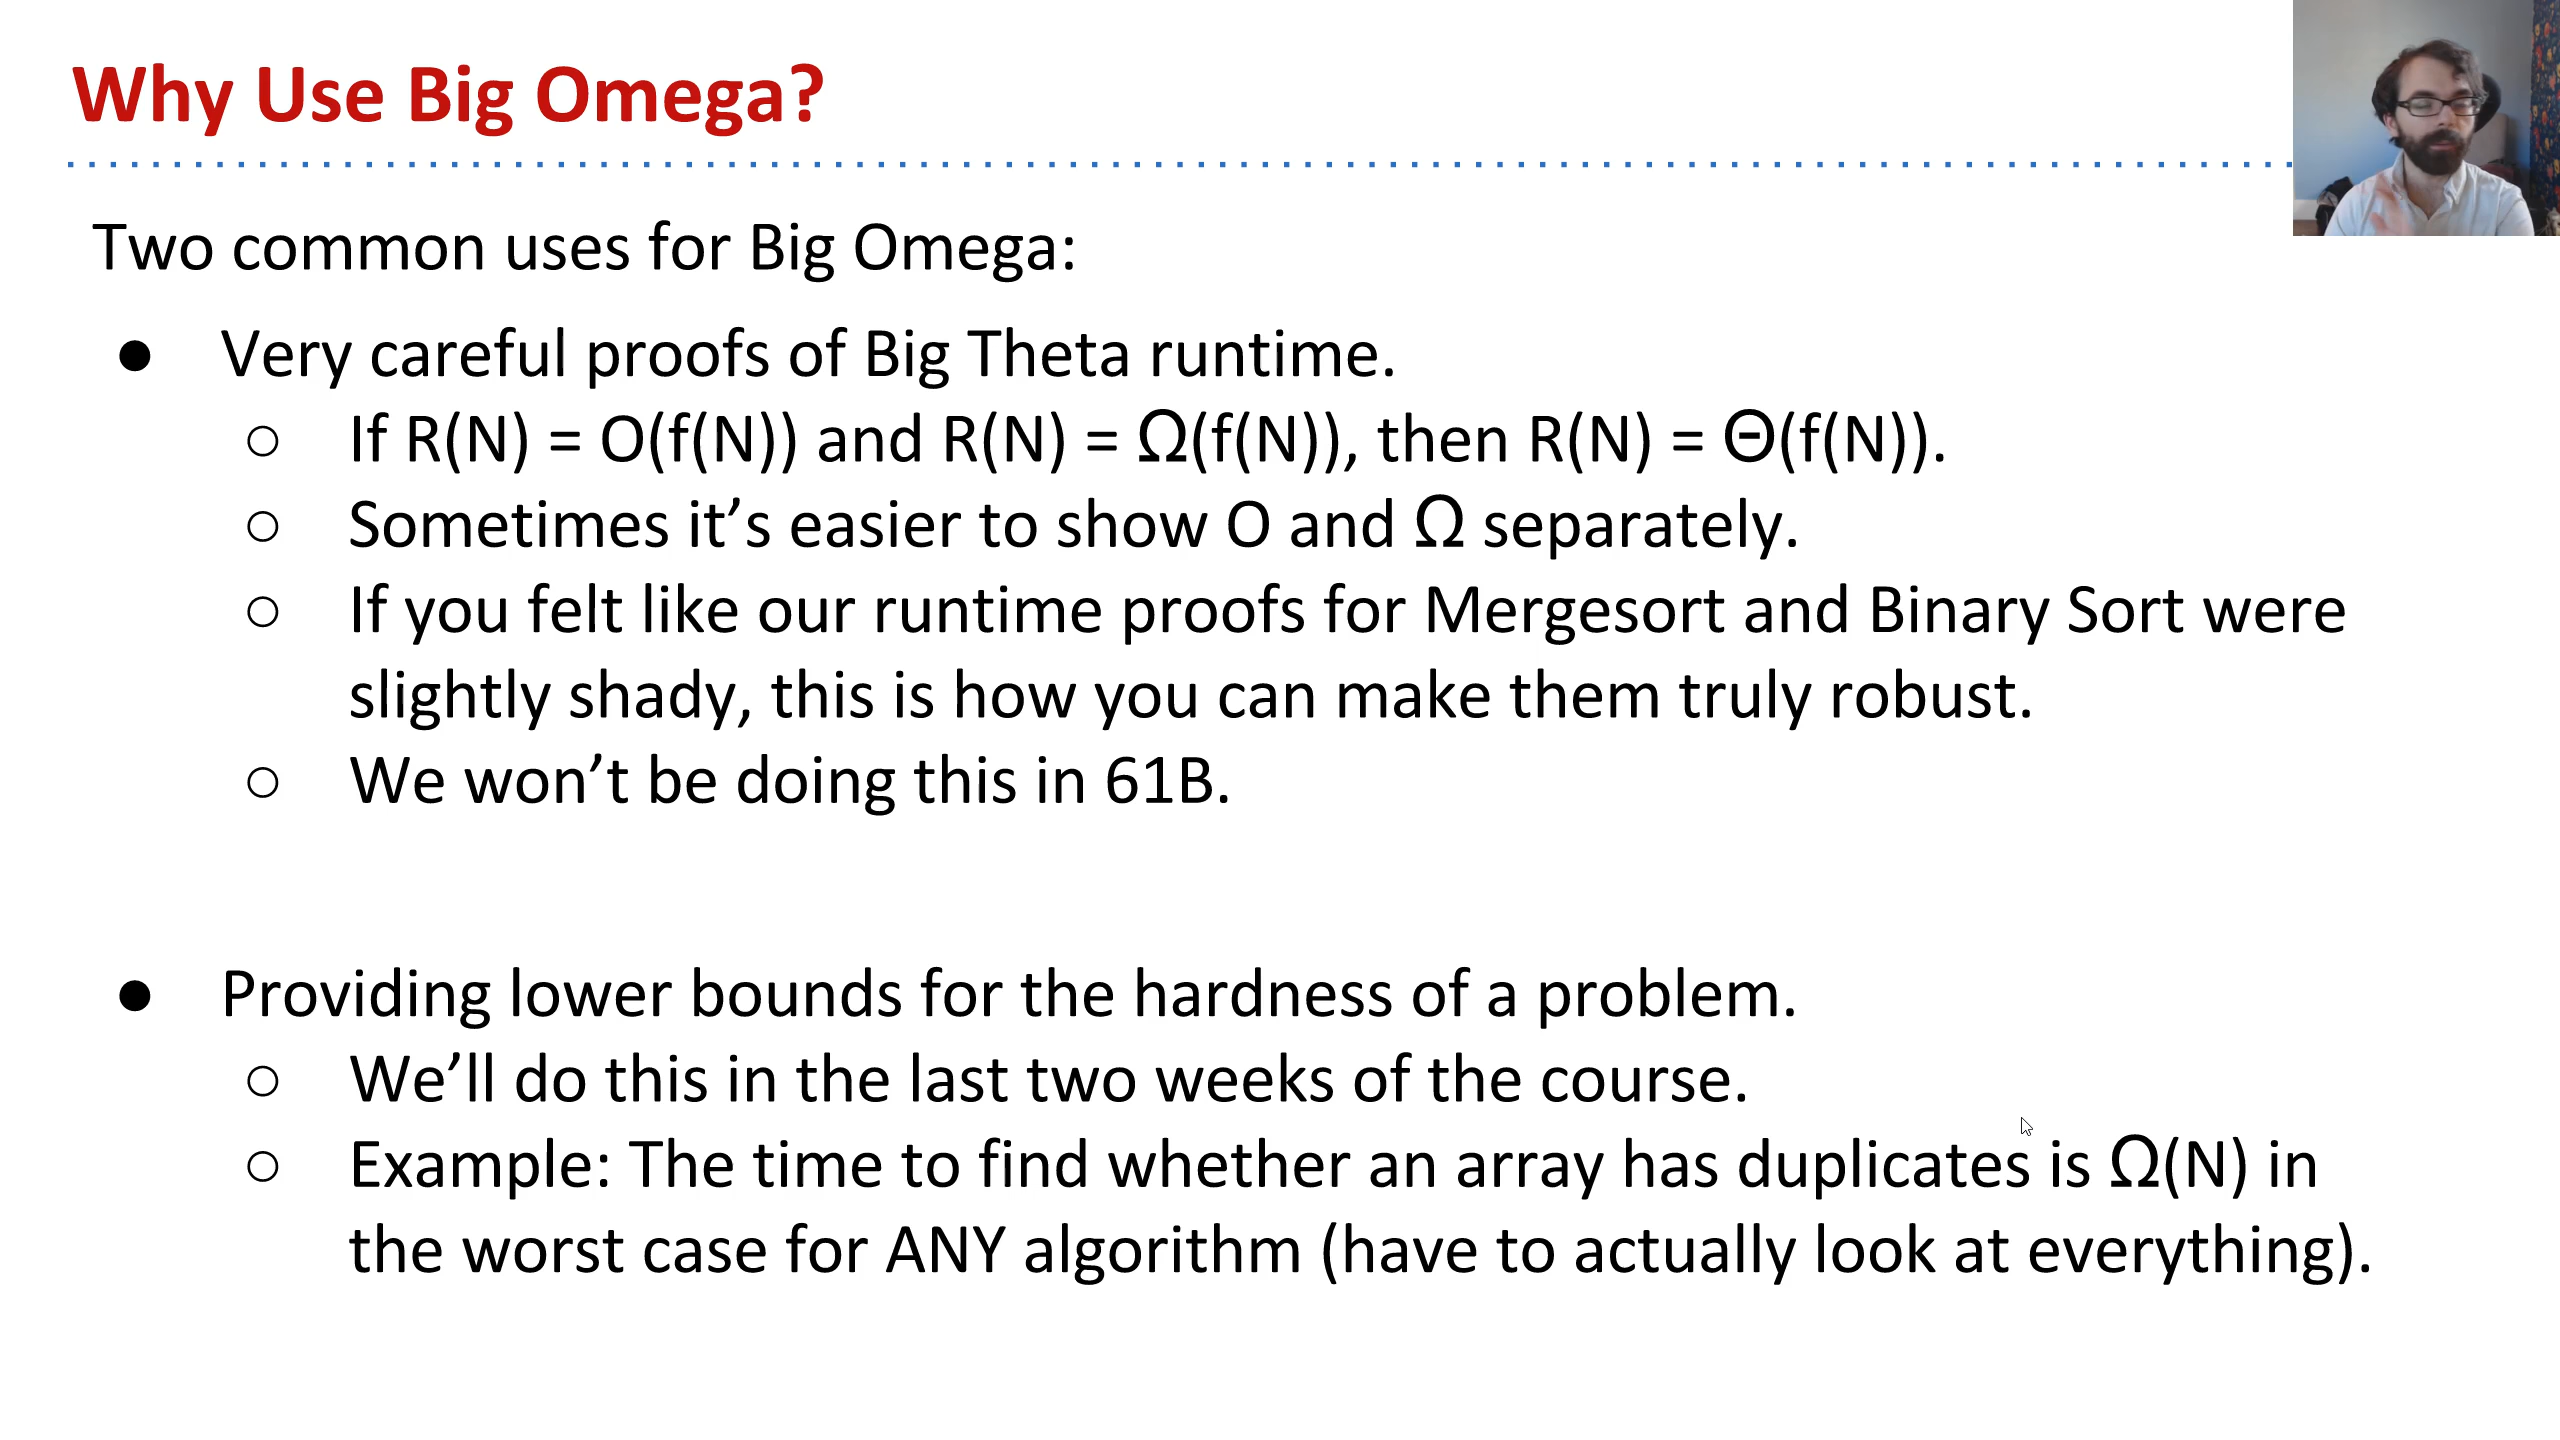 Why Use Big Omega?
Two common uses for Big Omega:
● Very careful proofs of Big Theta runtime.
○ If R(N) = O(f(N)) and R(N) = Ω(f(N)), then R(N) = Θ(f(N)).
○ Sometimes it’s easier to show O and Ω separately.
○ If you felt like our runtime proofs for Mergesort and Binary Sort were
slightly shady, this is how you can make them truly robust.
○ We won’t be doing this in 61B.
● Providing lower bounds for the hardness of a problem.
○ We’ll do this in the last two weeks of the course.
○ Example: The time to find whether an array has duplicates is Ω(N) in
the worst case for ANY algorithm (have to actually look at everything).